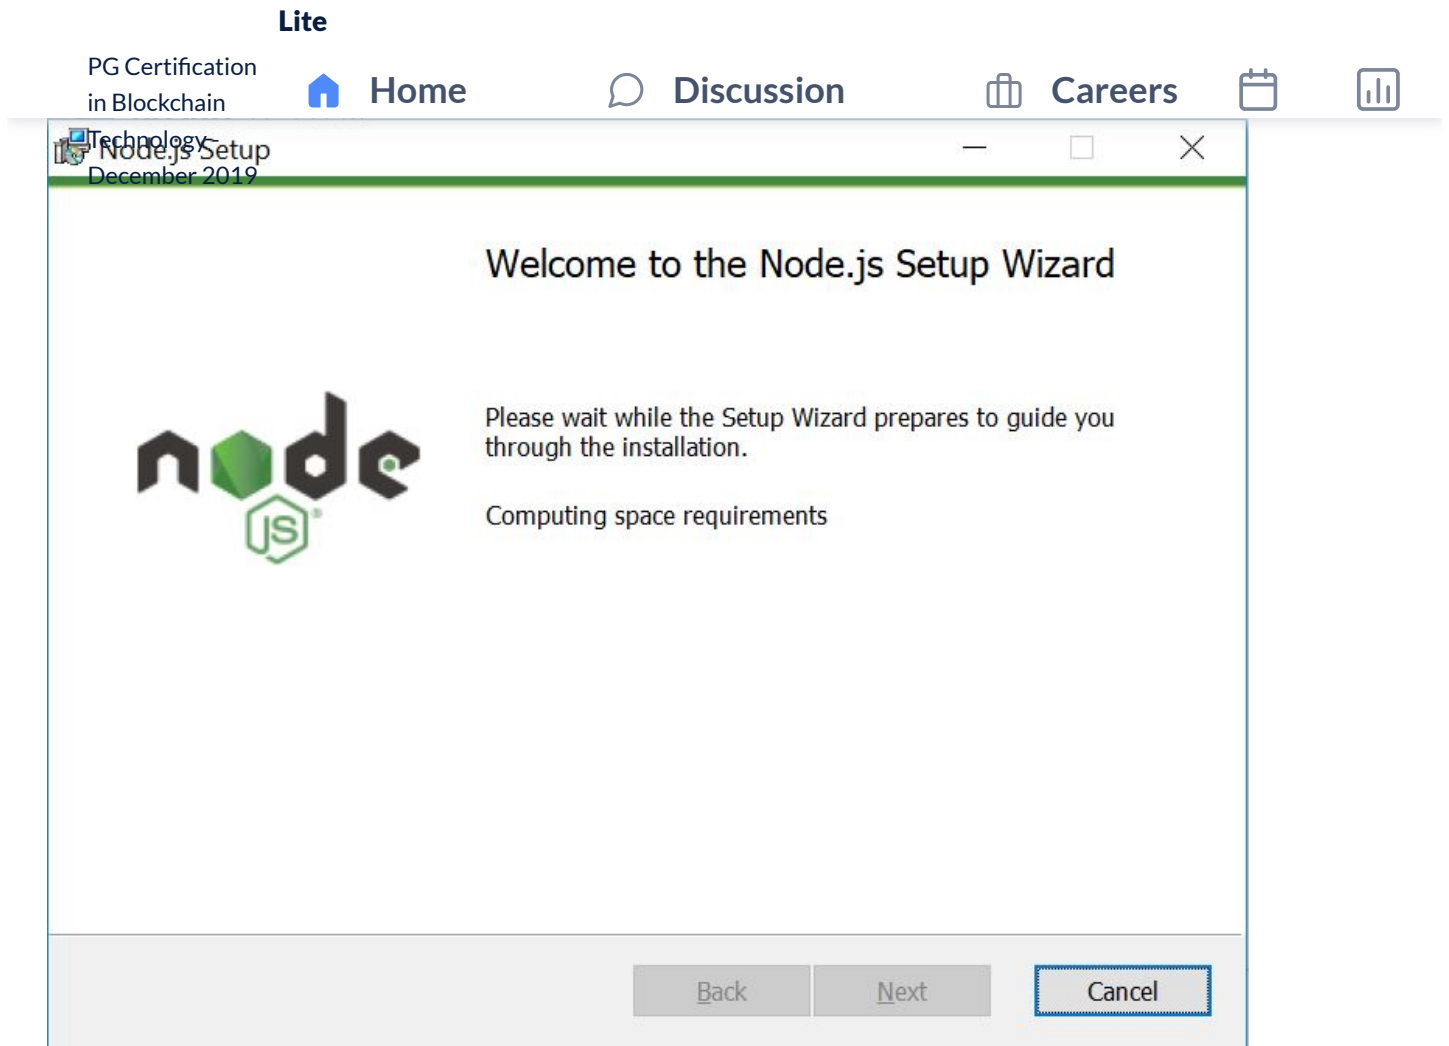 Lite
PG Certification
in Blockchain
Technology -
December 2019
Home
Discussion
Careers
Node.js Setup
Welcome to the Node.js Setup Wizard
node
JS
Please wait while the Setup Wizard prepares to guide you
through the installation.
Computing space requirements
Back
Next
Cancel